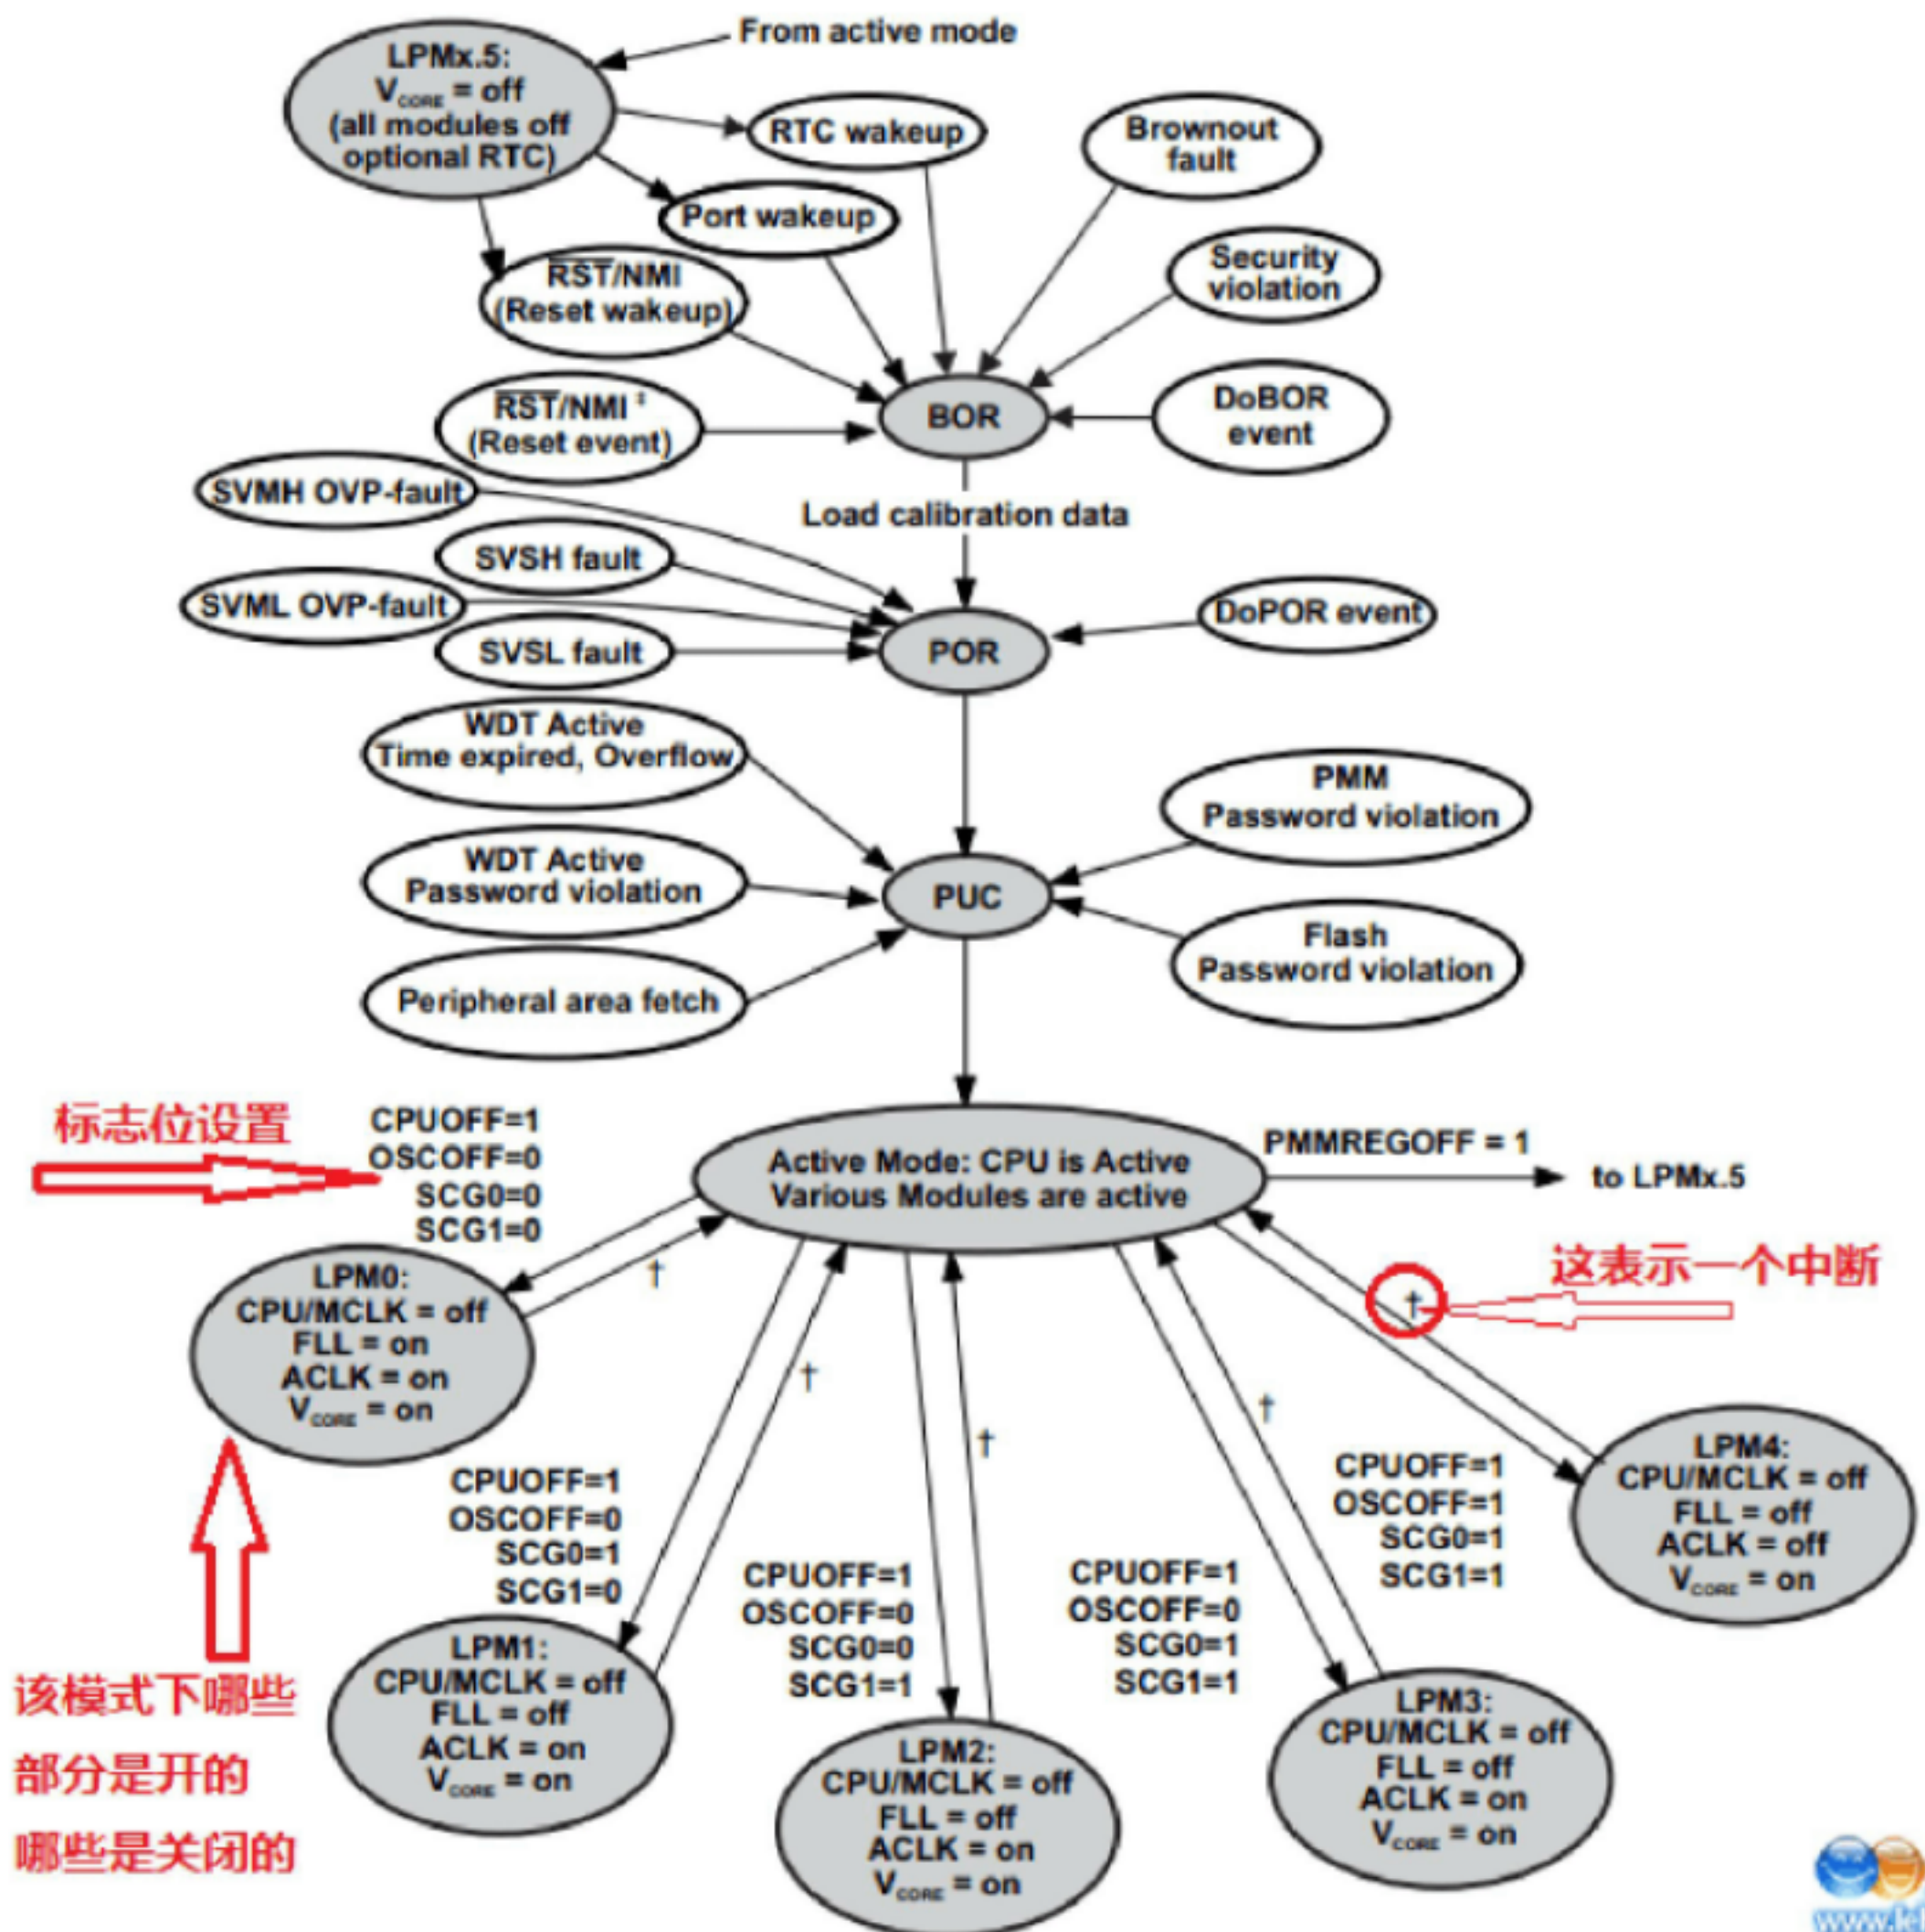 From active mode
LPMx.5:
VCORE = off
(all modules off
optional RTC)
RTC wakeup
Brownout
fault
Port wakeup
Security
violation
RST/NMI
(Reset wakeup)
RST/NMI ‡
(Reset event)
BOR
DoBOR
event
SVMH OVP-fault
Load calibration data
SVSH fault
SVML OVP-fault
DoPOR event
SVSL fault
POR
WDT Active
Time expired, Overflow
PMM
Password violation
WDT Active
Password violation
PUC
Flash
Password violation
Peripheral area fetch
标志位设置
CPUOFF=1
OSCOFF=0
SCG0=0
SCG1=0
Active Mode: CPU is Active
Various Modules are active
PMMREGOFF = 1
to LPMx.5
这表示一个中断
†
†
†
†
†
LPM0:
CPU/MCLK = off
FLL = on
ACLK = on
VCORE = on
CPUOFF=1
OSCOFF=0
SCG0=1
SCG1=0
CPUOFF=1
OSCOFF=0
SCG0=0
SCG1=1
CPUOFF=1
OSCOFF=0
SCG0=1
SCG1=1
CPUOFF=1
OSCOFF=1
SCG0=1
SCG1=1
LPM4:
CPU/MCLK = off
FLL = off
ACLK = off
VCORE = on
该模式下哪些
部分是开的
哪些是关闭的
LPM1:
CPU/MCLK = off
FLL = off
ACLK = on
VCORE = on
LPM2:
CPU/MCLK = off
FLL = off
ACLK = on
VCORE = on
LPM3:
CPU/MCLK = off
FLL = off
ACLK = on
VCORE = on